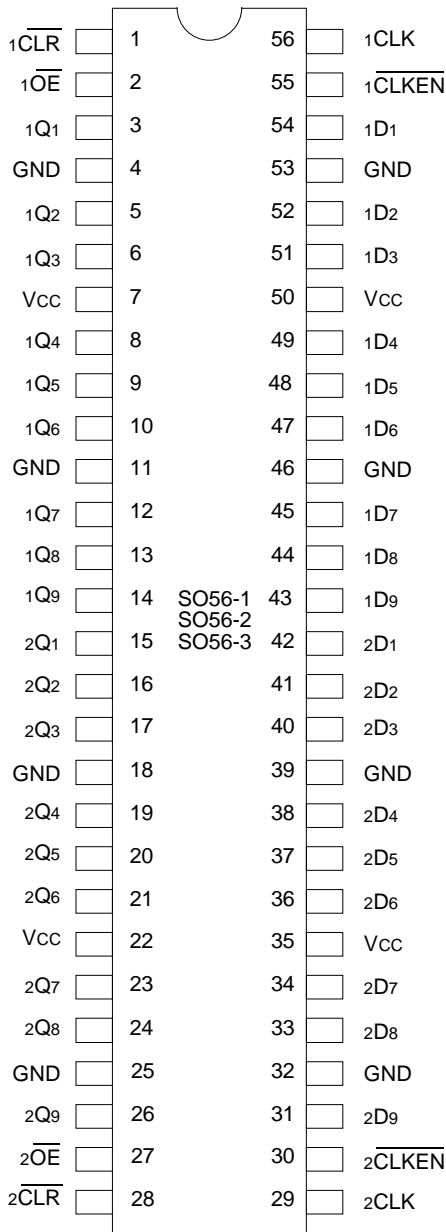 1CLR 1 56 1CLK
1OE 2 55 1CLKEN
1Q1 3 54 1D1
GND 4 53 GND
1Q2 5 52 1D2
1Q3 6 51 1D3
VCC 7 50 VCC
1Q4 8 49 1D4
1Q5 9 48 1D5
1Q6 10 47 1D6
GND 11 46 GND
1Q7 12 45 1D7
1Q8 13 44 1D8
1Q9 14 SO56-1 43 1D9
SO56-2
2Q1 15 SO56-3 42 2D1
2Q2 16 41 2D2
2Q3 17 40 2D3
GND 18 39 GND
2Q4 19 38 2D4
2Q5 20 37 2D5
2Q6 21 36 2D6
VCC 22 35 VCC
2Q7 23 34 2D7
2Q8 24 33 2D8
GND 25 32 GND
2Q9 26 31 2D9
2OE 27 30 2CLKEN
2CLR 28 29 2CLK